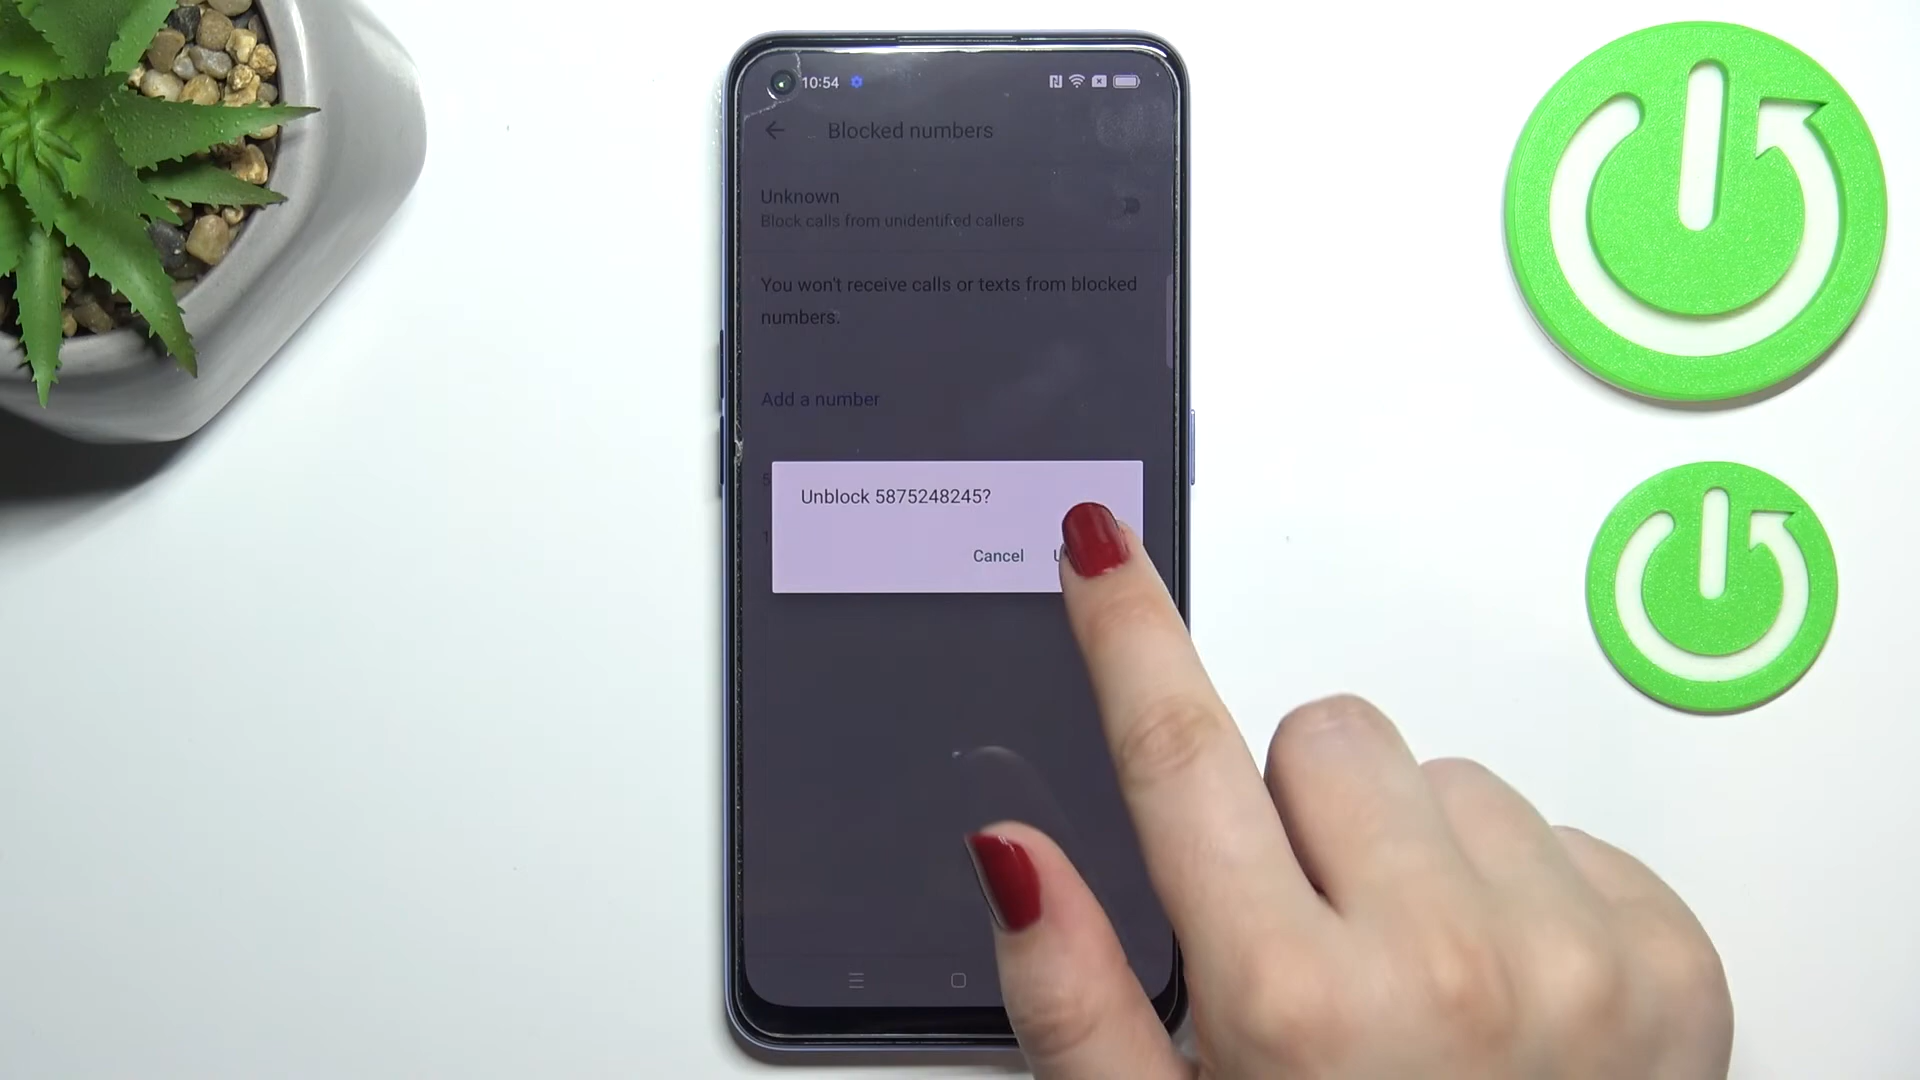 10:54
Blocked numbers
Unknown
Block calls from unidentified callers
You won't receive calls or texts from blocked
numbers.
Add a number
Unblock 5875248245?
Cancel